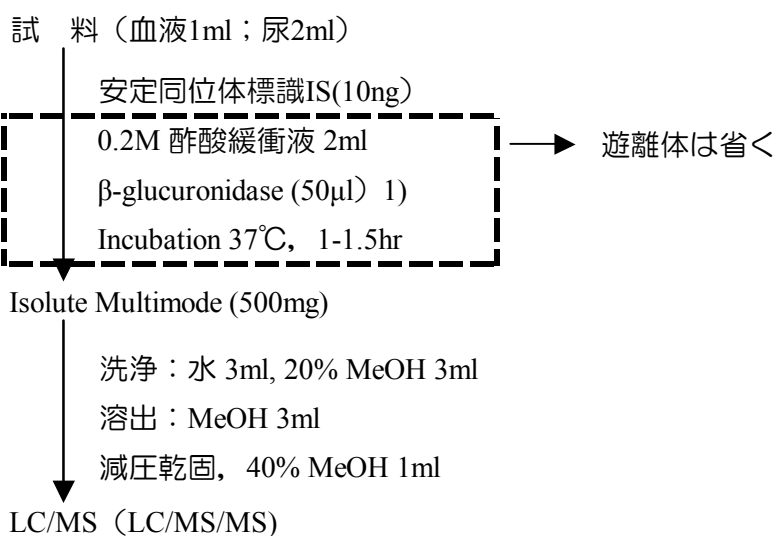 試　料（血液1ml；尿2ml）
安定同位体標識IS(10ng）
0.2M 酢酸緩衝液 2ml
遊離体は省く
β-glucuronidase (50μl）1)
Incubation 37℃，1-1.5hr
Isolute Multimode (500mg)
洗浄：水 3ml, 20% MeOH 3ml
溶出：MeOH 3ml
減圧乾固，40% MeOH 1ml
LC/MS（LC/MS/MS)